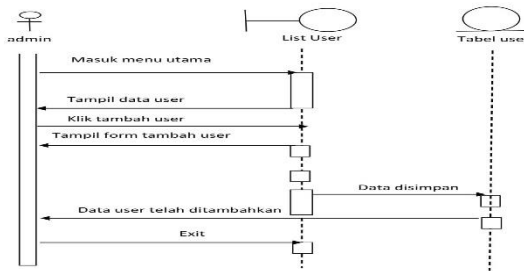 admin
List User
Tabel use
Masuk menu utama
Tampil data user
Klik tambah user
Tampil form tambah user
Data disimpan
Data user telah ditambahkan
Exit